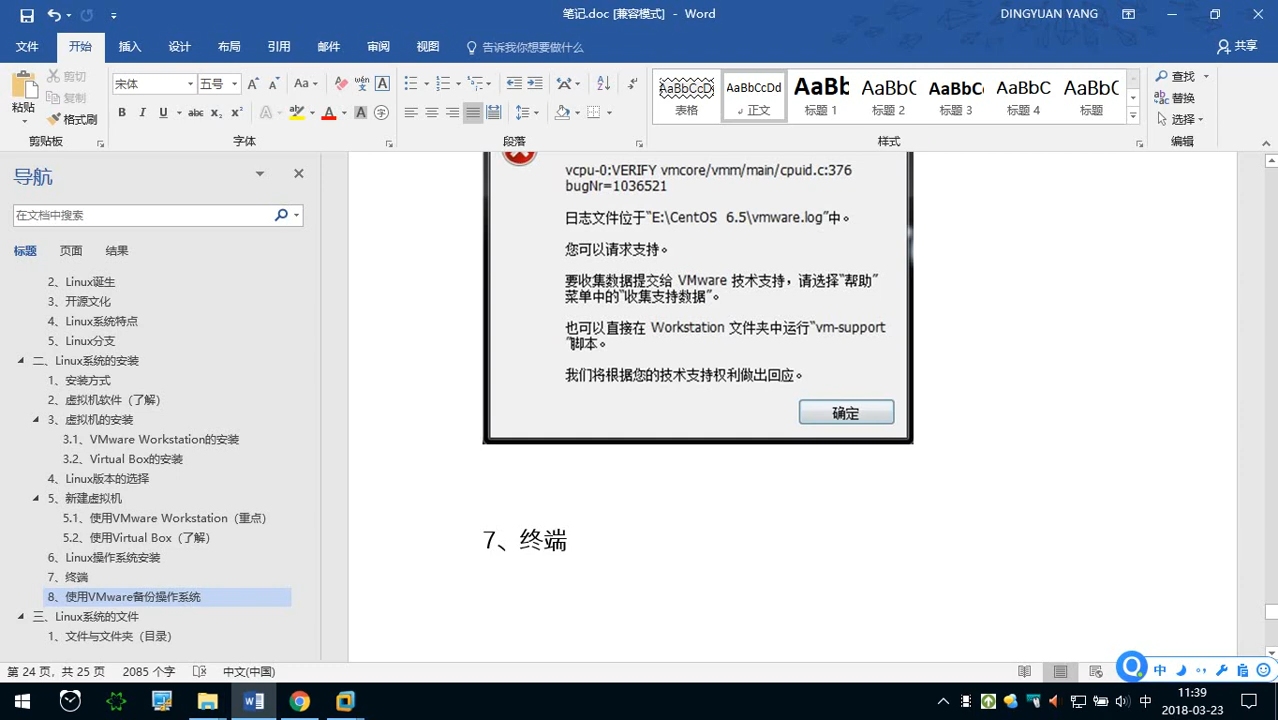 笔记.doc [兼容模式] - Word
DINGYUAN YANG
文件
开始
插入
设计
布局
引用
邮件
审阅
视图
告诉我你想要做什么
共享
粘贴
剪切
复制
格式刷
剪贴板
宋体
五号
字体
段落
AaBbCcDd
表格
AaBbCcDd
正文
AaBb
标题 1
AaBbC
标题 2
AaBbC
标题 3
AaBbC
标题 4
AaBbC
标题
样式
查找
替换
选择
编辑
导航
在文档中搜索
标题
页面
结果
2、Linux诞生
3、开源文化
4、Linux系统特点
5、Linux分支
二、Linux系统的安装
1、安装方式
2、虚拟机软件（了解）
3、虚拟机的安装
3.1、VMware Workstation的安装
3.2、Virtual Box的安装
4、Linux版本的选择
5、新建虚拟机
5.1、使用VMware Workstation（重点）
5.2、使用Virtual Box（了解）
6、Linux操作系统安装
7、终端
8、使用VMware备份操作系统
三、Linux系统的文件
1、文件与文件夹（目录）
vcpu-0:VERIFY vmcore/vmm/main/cpuid.c:376
bugNr=1036521
日志文件位于“E:\CentOS 6.5\vmware.log”中。
您可以请求支持。
要收集数据提交给 VMware 技术支持，请选择“帮助”
菜单中的“收集支持数据”。
也可以直接在 Workstation 文件夹中运行“vm-support
”脚本。
我们将根据您的技术支持权利做出回应。
确定
7、终端
第 24 页，共 25 页
2085 个字
中文(中国)
中
中
11:39
2018-03-23